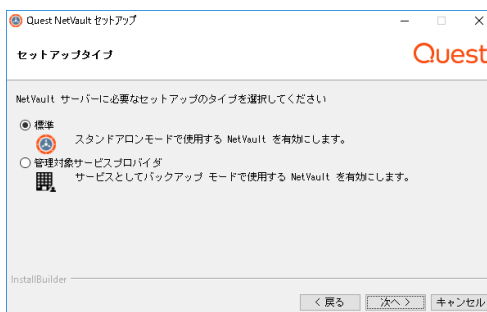 Quest NetVault セットアップ
セットアップタイプ
Quest
NetVault サーバーに必要なセットアップのタイプを選択してください
標準
スタンドアロンモードで使用する NetVault を有効にします。
管理対象サービスプロバイダ
サービスとしてバックアップ モードで使用する NetVault を有効にします。
InstallBuilder
< 戻る 次へ > キャンセル